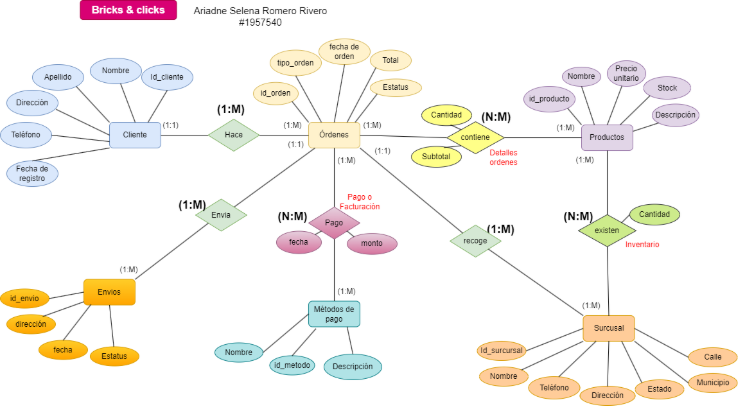 Bricks & clicks
Ariadne Selena Romero Rivero
#1957540
Apellido
Nombre
Id_cliente
Dirección
Teléfono
Fecha de
registro
Cliente
(1:1)
(1:M)
Hace
(1:M)
id_orden
tipo_orden
fecha de
orden
Total
Estatus
Órdenes
(1:M)
(1:1)
(1:M)
(1:1)
Cantidad
Subtotal
(N:M)
contiene
Detalles
ordenes
id_producto
Nombre
Precio
unitario
Stock
Descripción
(1:M)
Productos
(1:M)
(1:M)
Envia
(1:M)
Envios
id_envio
dirección
fecha
Estatus
Pago o
Facturación
(N:M)
Pago
fecha
monto
(1:M)
Métodos de
pago
Nombre
id_metodo
Descripción
(1:M)
recoge
(N:M)
existen
Cantidad
Inventario
(1:M)
Surcusal
Id_surcursal
Nombre
Teléfono
Dirección
Estado
Municipio
Calle